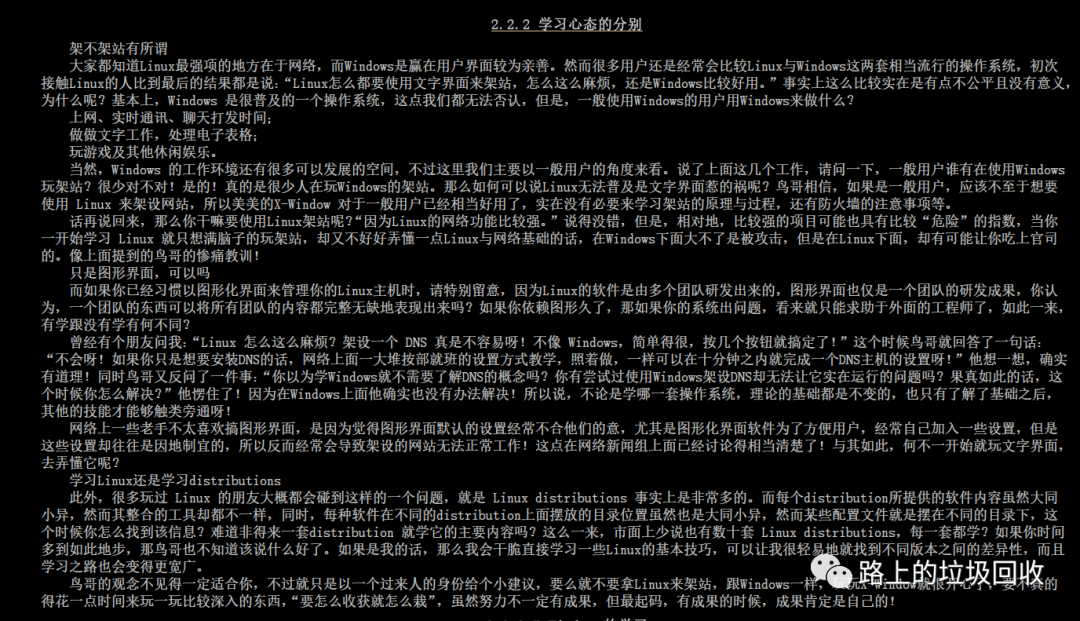 2.2.2 学习心态的分别
架不架站有所谓
大家都知道Linux最强项的地方在于网络，而Windows是赢在用户界面较为亲善。然而很多用户还是经常会比较Linux与Windows这两套相当流行的操作系统，初次
接触Linux的人比到最后的结果都是说：“Linux怎么都要使用文字界面来架站，怎么这么麻烦，还是Windows比较好用。”事实上这么比较实在是有点不公平且没有意义，
为什么呢？基本上，Windows 是很普及的一个操作系统，这点我们都无法否认，但是，一般使用Windows的用户用Windows来做什么？
上网、实时通讯、聊天打发时间；
做做文字工作，处理电子表格；
玩游戏及其他休闲娱乐。
当然，Windows 的工作环境还有很多可以发展的空间，不过这里我们主要以一般用户的角度来看。说了上面这几个工作，请问一下，一般用户谁有在使用Windows
玩架站？很少对不对！是的！真的是很少人在玩Windows的架站。那么如何可以说Linux无法普及是文字界面惹的祸呢？鸟哥相信，如果是一般用户，应该不至于想要
使用 Linux 来架设网站，所以美美的X-Window 对于一般用户已经相当好用了，实在没有必要来学习架站的原理与过程，还有防火墙的注意事项等。
话再说回来，那么你干嘛要使用Linux架站呢？“因为Linux的网络功能比较强。”说得没错，但是，相对地，比较强的项目可能也具有比较“危险”的指数，当你
一开始学习 Linux 就只想满脑子的玩架站，却又不好好弄懂一点Linux与网络基础的话，在Windows下面大不了是被攻击，但是在Linux下面，却有可能让你吃上官司
的。像上面提到的鸟哥的惨痛教训！
只是图形界面，可以吗
而如果你已经习惯以图形化界面来管理你的Linux主机时，请特别留意，因为Linux的软件是由多个团队研发出来的，图形界面也仅是一个团队的研发成果，你认
为，一个团队的东西可以将所有团队的内容都完整无缺地表现出来吗？如果你依赖图形久了，那如果你的系统出问题，看来就只能求助于外面的工程师了，如此一来，
有学跟没有学有何不同？
曾经有个朋友问我：“Linux 怎么这么麻烦？架设一个 DNS 真是不容易呀！不像 Windows，简单得很，按几个按钮就搞定了！”这个时候鸟哥就回答了一句话：
“不会呀！如果你只是想要安装DNS的话，网络上面一大堆按部就班的设置方式教学，照着做，一样可以在十分钟之内就完成一个DNS主机的设置呀！”他想一想，确实
有道理！同时鸟哥又反问了一件事：“你以为学Windows就不需要了解DNS的概念吗？你有尝试过使用Windows架设DNS却无法让它实在运行的问题吗？果真如此的话，这
个时候你怎么解决？”他愣住了！因为在Windows上面他确实也没有办法解决！所以说，不论是学哪一套操作系统，理论的基础都是不变的，也只有了解了基础之后，
其他的技能才能够触类旁通呀！
网络上一些老手不太喜欢搞图形界面，是因为觉得图形界面默认的设置经常不合他们的意，尤其是图形化界面软件为了方便用户，经常自己加入一些设置，但是
这些设置却往往是因地制宜的，所以反而经常会导致架设的网站无法正常工作！这点在网络新闻组上面已经讨论得相当清楚了！与其如此，何不一开始就玩文字界面，
去弄懂它呢？
学习Linux还是学习distributions
此外，很多玩过 Linux 的朋友大概都会碰到这样的一个问题，就是 Linux distributions 事实上是非常多的。而每个distribution所提供的软件内容虽然大同
小异，然而其整合的工具却都不一样，同时，每种软件在不同的distribution上面摆放的目录位置虽然也是大同小异，然而某些配置文件就是摆在不同的目录下，这
个时候你怎么找到该信息？难道非得来一套distribution 就学它的主要内容吗？这么一来，市面上少说也有数十套 Linux distributions，每一套都学？如果你时间
多到如此地步，那鸟哥也不知道该说什么好了。如果是我的话，那么我会干脆直接学习一些Linux的基本技巧，可以让我很轻易地就找到不同版本之间的差异性，而且
学习之路也会变得更宽广。
鸟哥的观念不见得一定适合你，不过就只是以一个过来人的身份给个小建议，要么就不要拿Linux来架站，跟Windows一样，玩玩X-Window就很开心了，要不真的
得花一点时间来玩一玩比较深入的东西，“要怎么收获就怎么栽”，虽然努力不一定有成果，但最起码，有成果的时候，成果肯定是自己的！
路上的垃圾回收